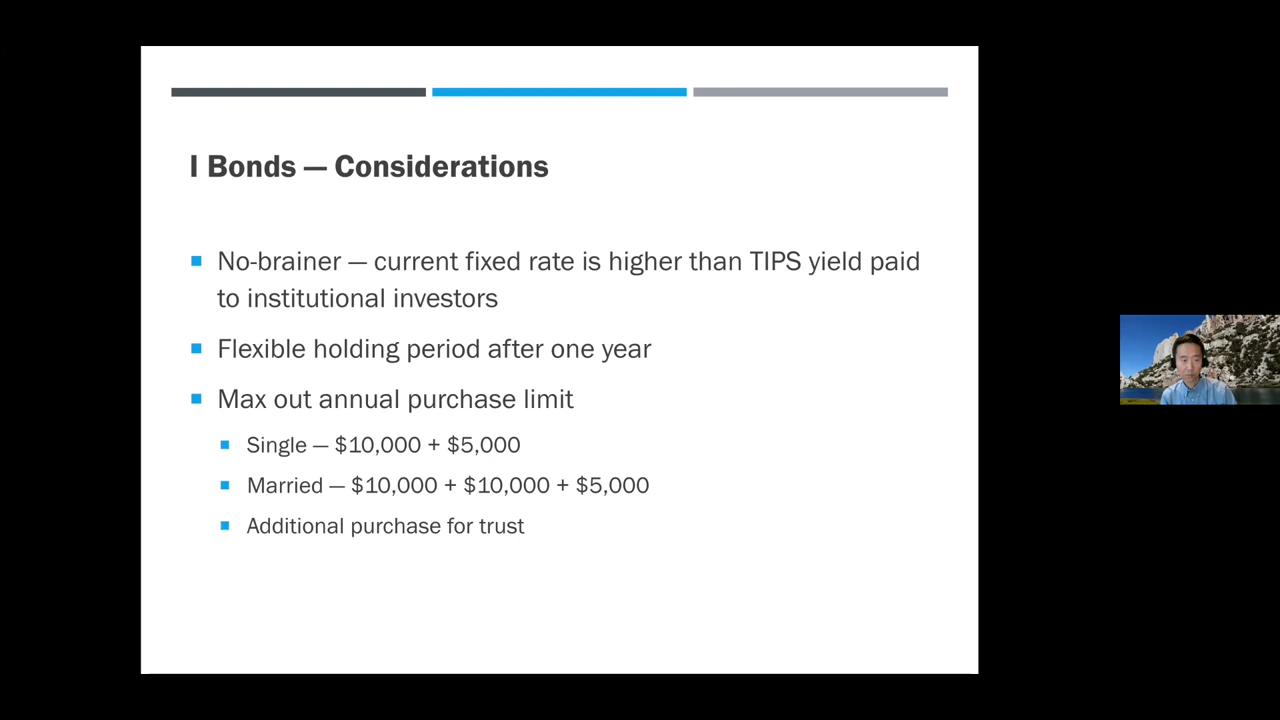 I Bonds — Considerations
No-brainer — current fixed rate is higher than TIPS yield paid
to institutional investors
Flexible holding period after one year
Max out annual purchase limit
Single — $10,000 + $5,000
Married — $10,000 + $10,000 + $5,000
Additional purchase for trust